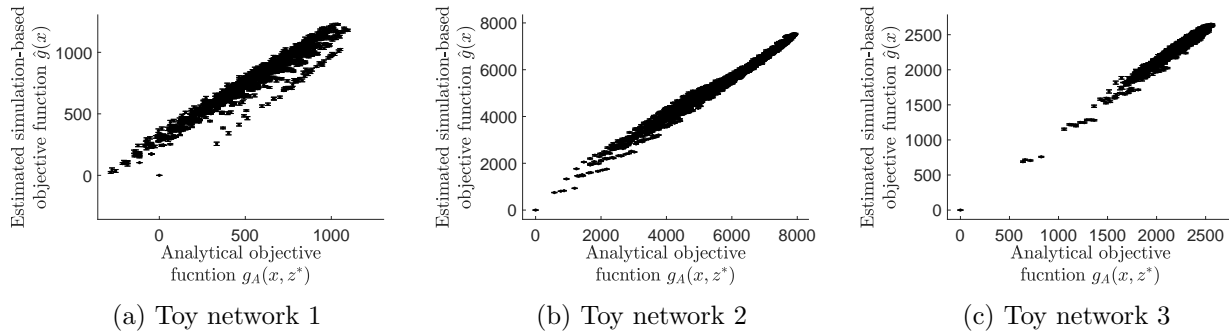 Estimated simulation-based
objective function ĝ(x)
1000
500
0
0
500
1000
Analytical objective
fucntion g_A(x, z*)
(a) Toy network 1
Estimated simulation-based
objective function ĝ(x)
8000
6000
4000
2000
0
0
2000
4000
6000
8000
Analytical objective
fucntion g_A(x, z*)
(b) Toy network 2
Estimated simulation-based
objective function ĝ(x)
2500
2000
1500
1000
500
0
0
500
1000
1500
2000
2500
Analytical objective
fucntion g_A(x, z*)
(c) Toy network 3